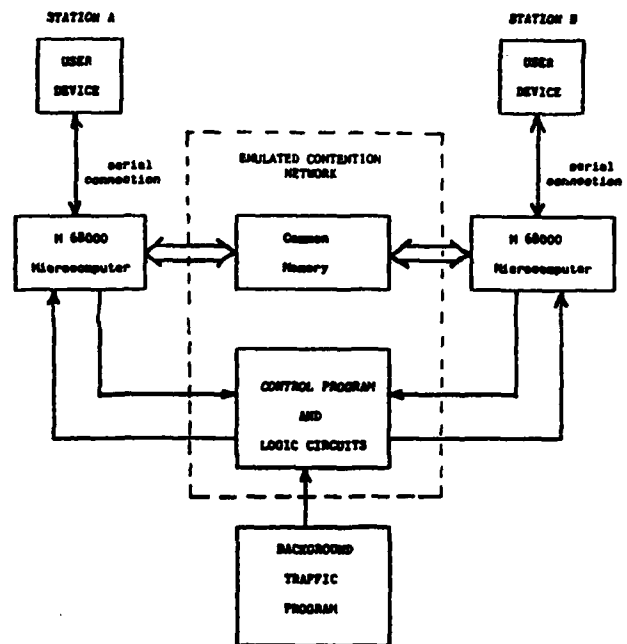 STATION A
STATION B
USER
DEVICE
USER
DEVICE
EMULATED CONTENTION
NETWORK
serial
connection
serial
connection
M 68000
Microcomputer
Common
Memory
M 68000
Microcomputer
CONTROL PROGRAM
AND
LOGIC CIRCUITS
BACKGROUND
TRAFFIC
PROGRAM